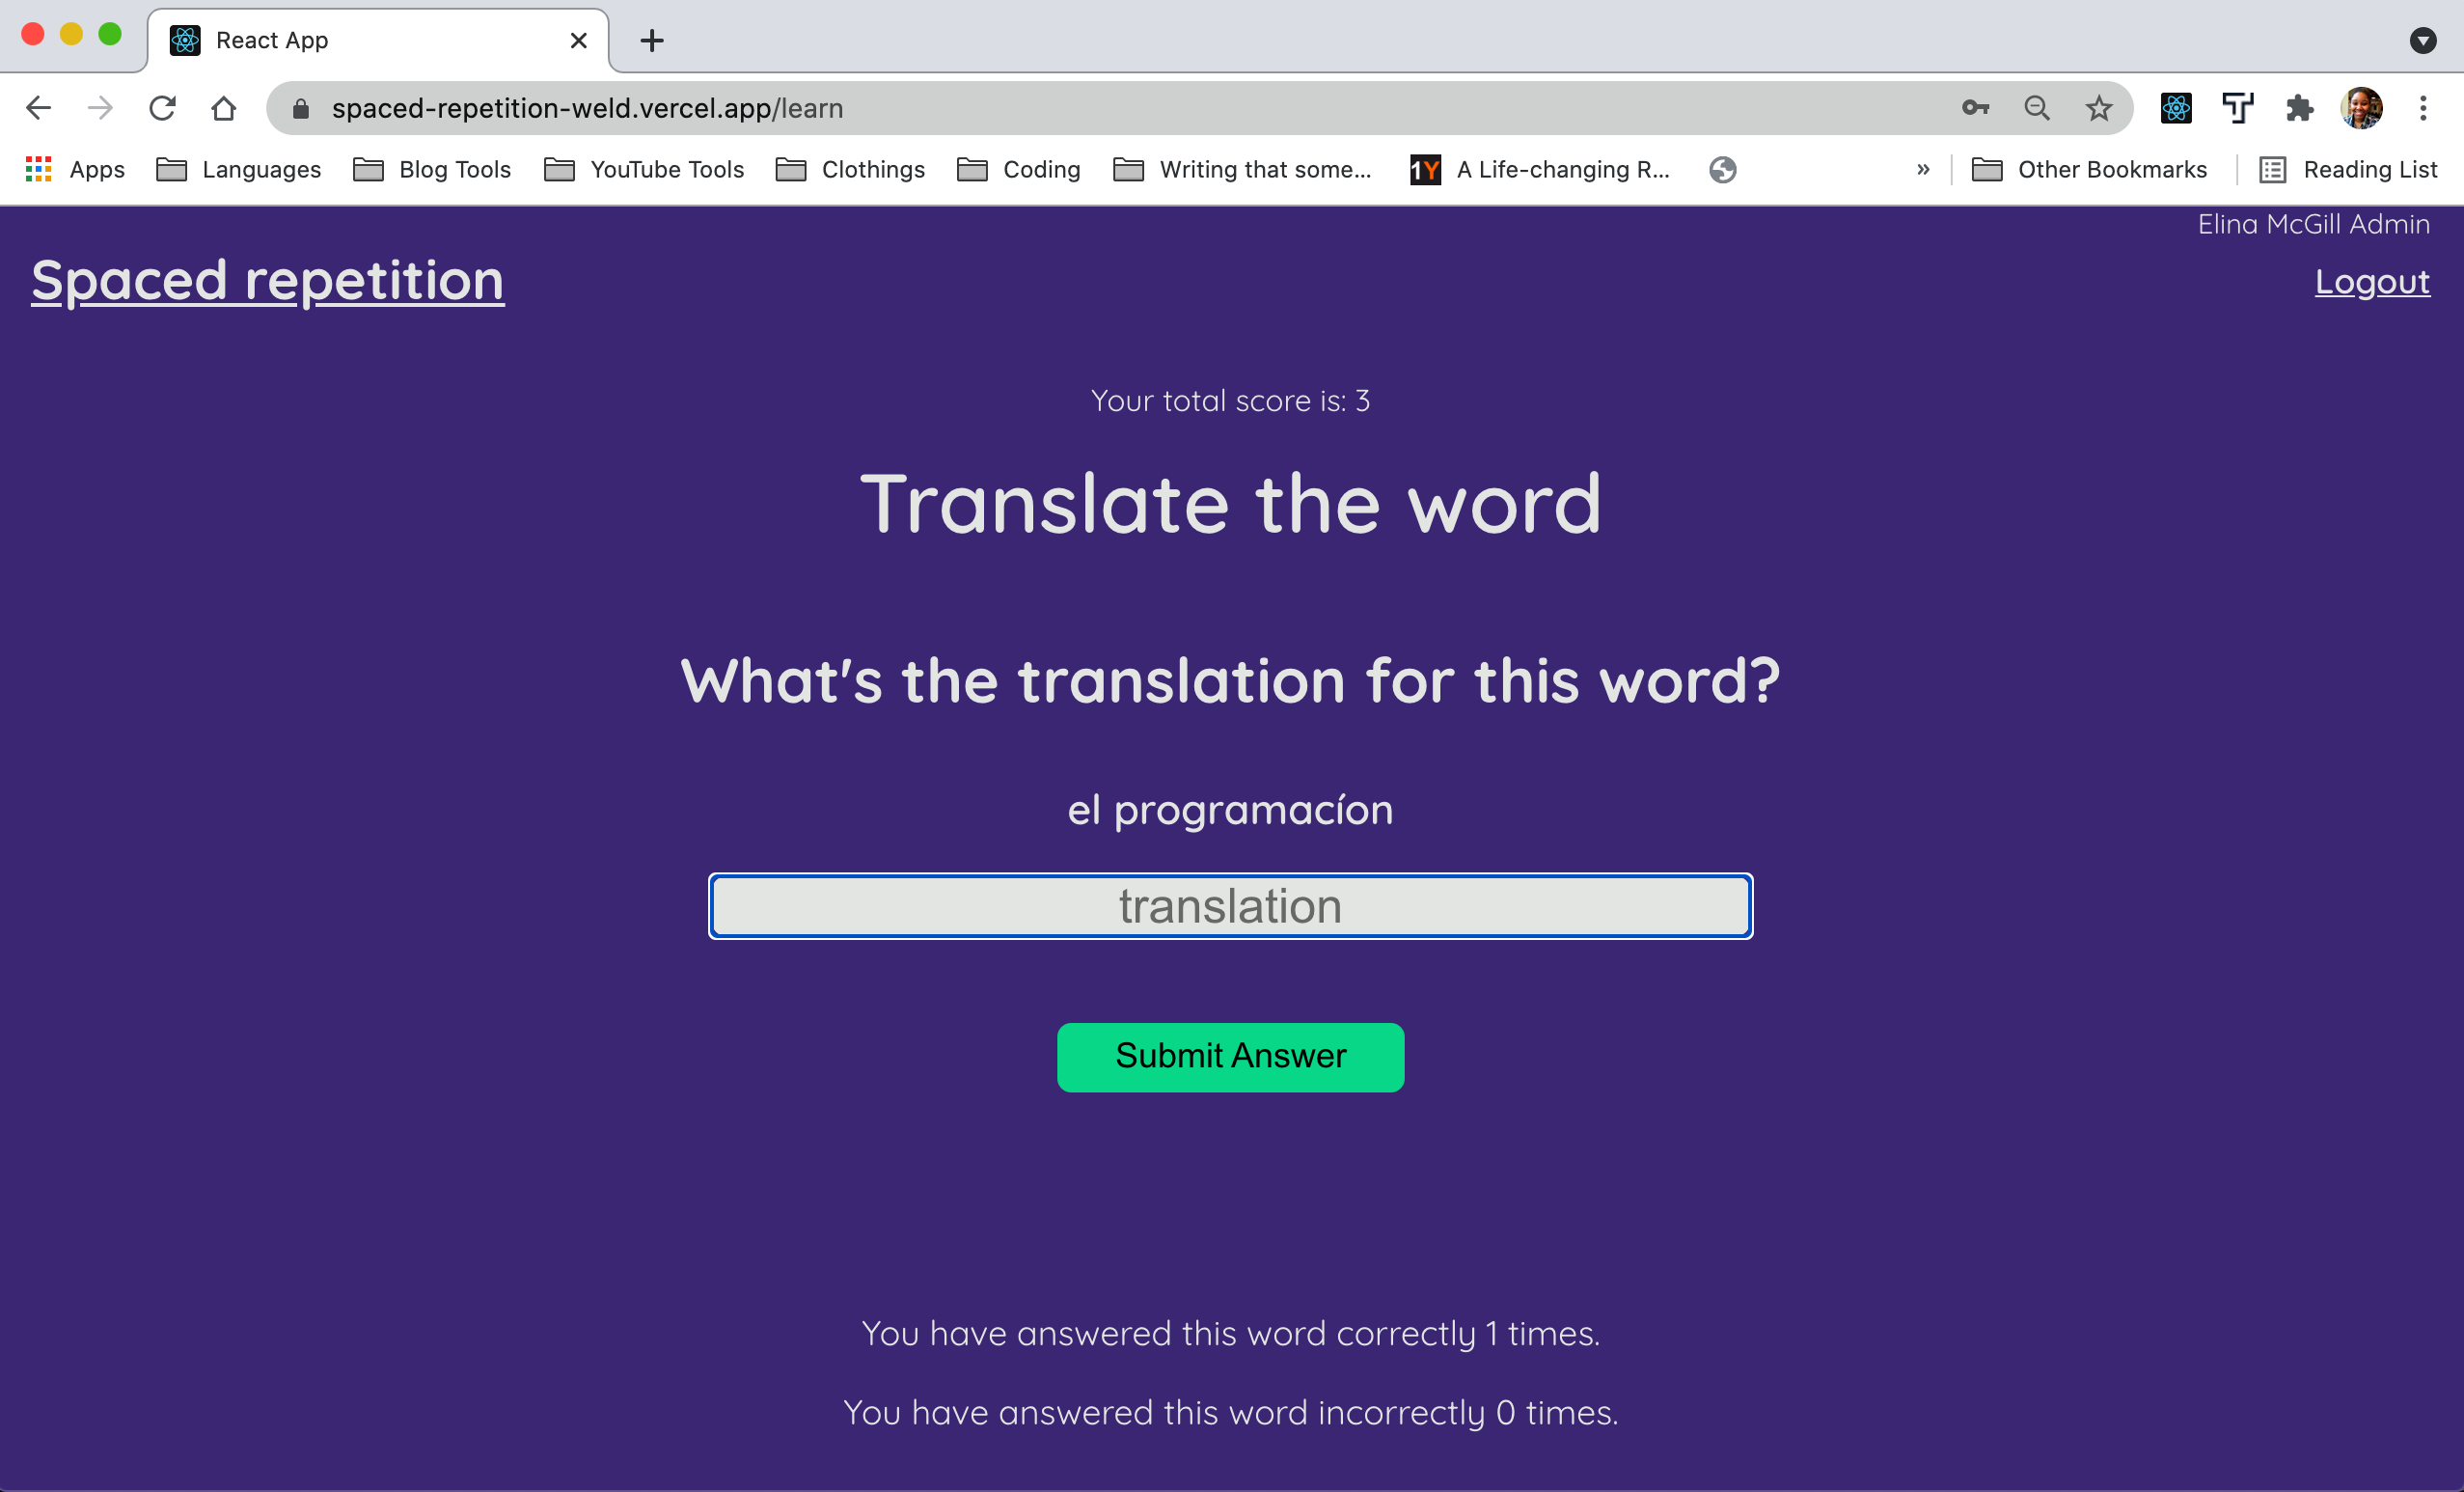 React App
spaced-repetition-weld.vercel.app/learn
Apps Languages Blog Tools YouTube Tools Clothings Coding Writing that some... 1Y A Life-changing R... » Other Bookmarks Reading List
Elina McGill Admin
Spaced repetition Logout
Your total score is: 3
Translate the word
What's the translation for this word?
el programacíon
translation
Submit Answer
You have answered this word correctly 1 times.
You have answered this word incorrectly 0 times.